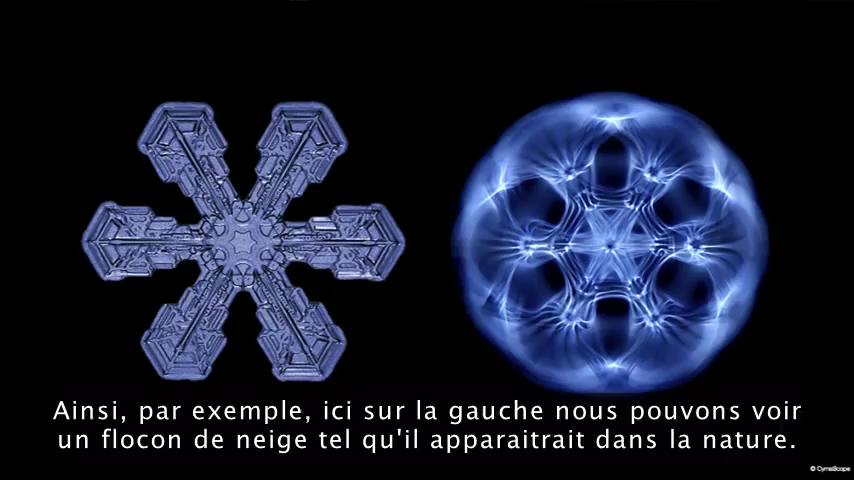 Ainsi, par exemple, ici sur la gauche nous pouvons voir
un flocon de neige tel qu'il apparaitrait dans la nature.
© CymaScope